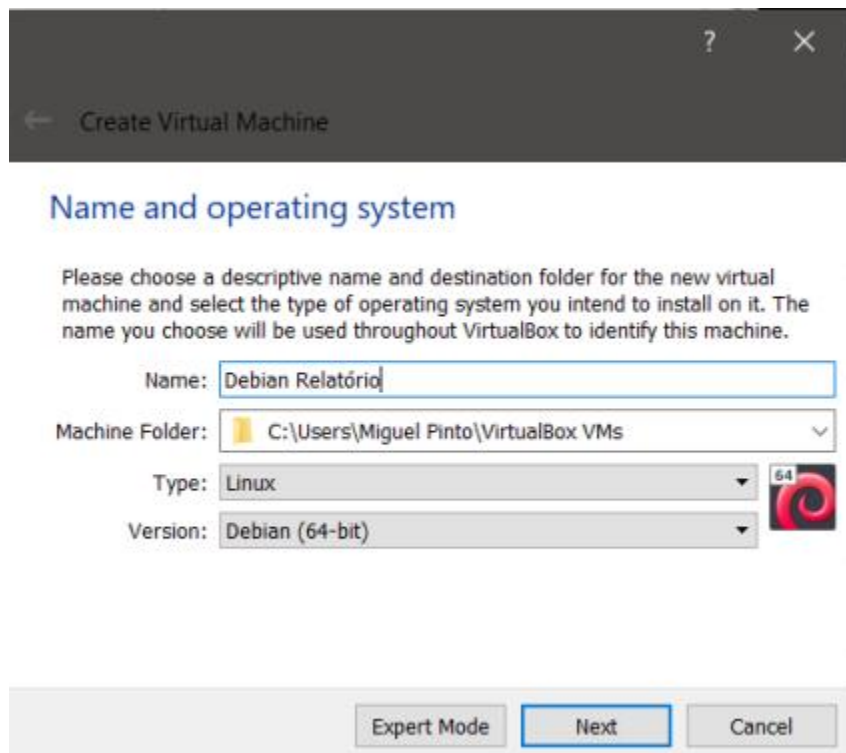 ?
Create Virtual Machine
Name and operating system
Please choose a descriptive name and destination folder for the new virtual
machine and select the type of operating system you intend to install on it. The
name you choose will be used throughout VirtualBox to identify this machine.
Name: Debian Relatório
Machine Folder: C:\Users\Miguel Pinto\VirtualBox VMs
Type: Linux
64
Version: Debian (64-bit)
Expert Mode Next Cancel